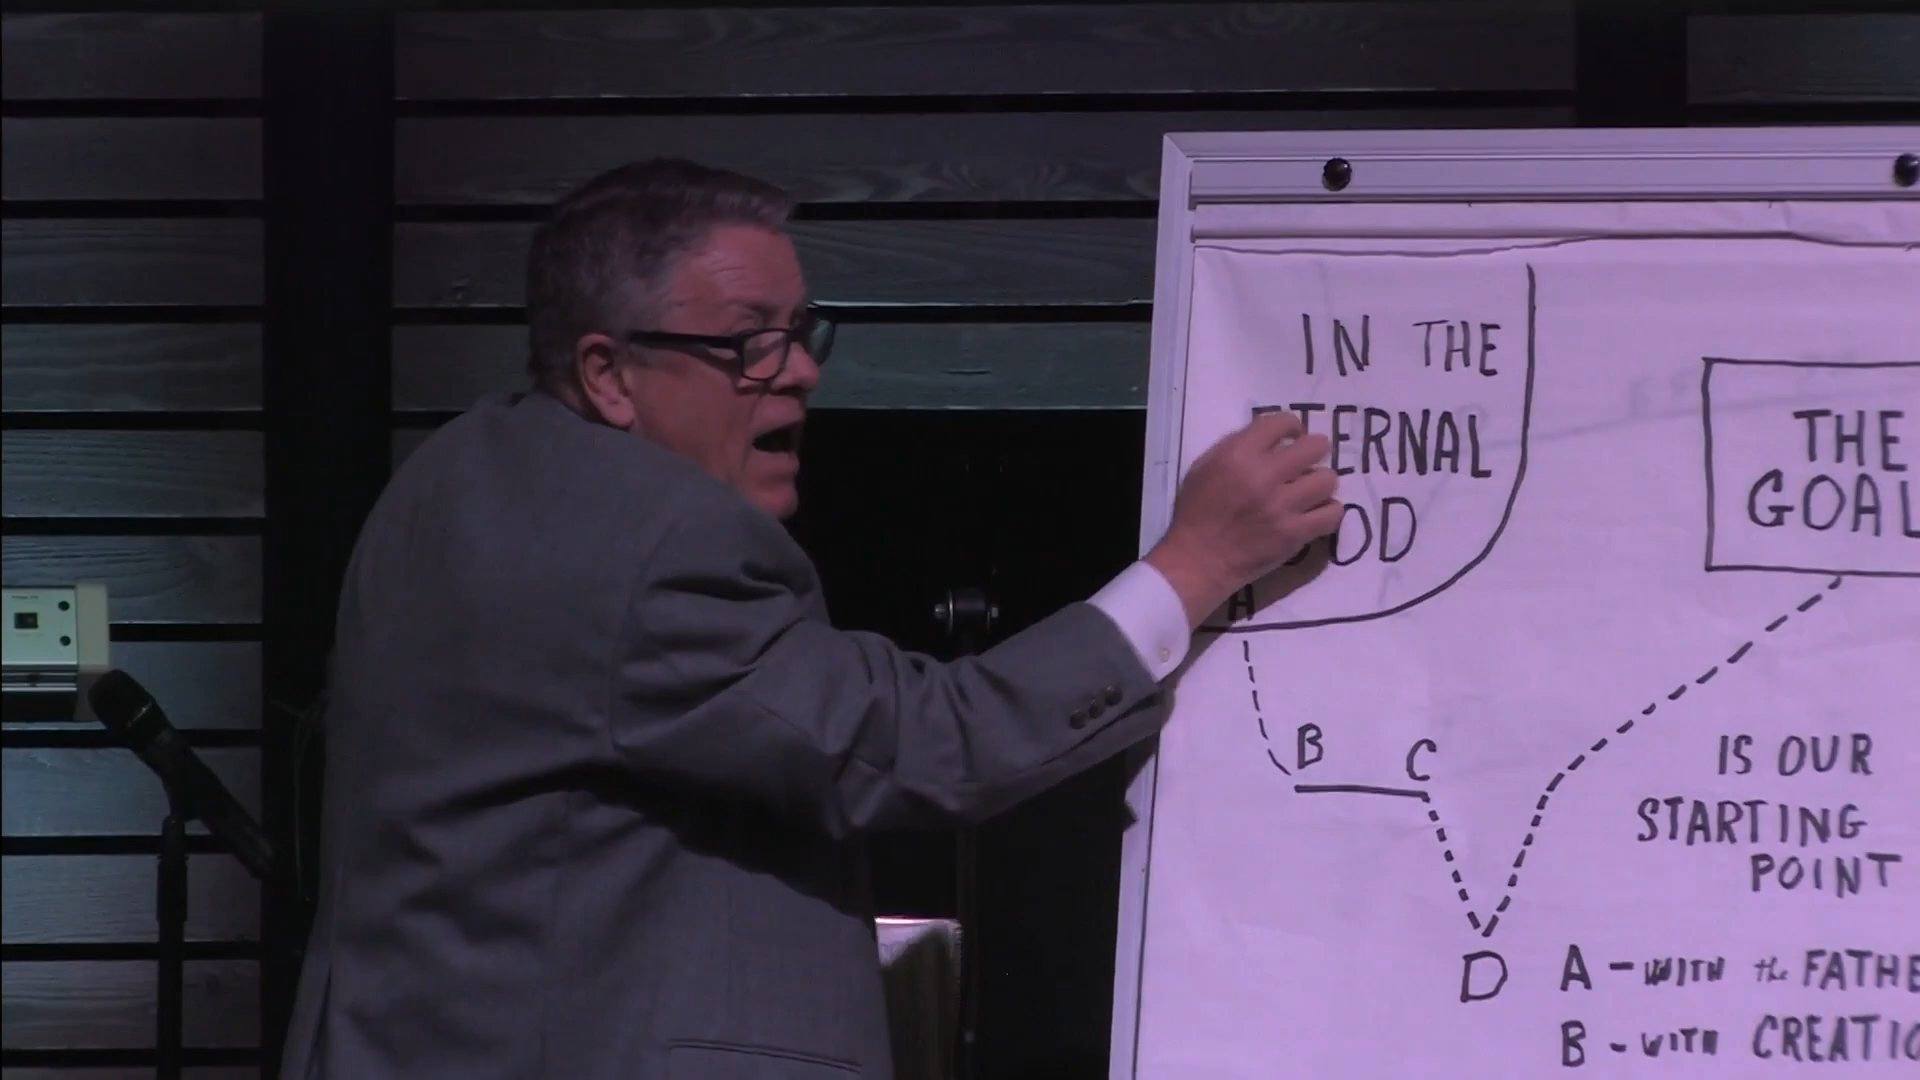 IN THE
ETERNAL
GOD
A
THE
GOAL
B
C
IS OUR
STARTING
POINT
D
A - WITH the FATHE
B - WITH CREATIO